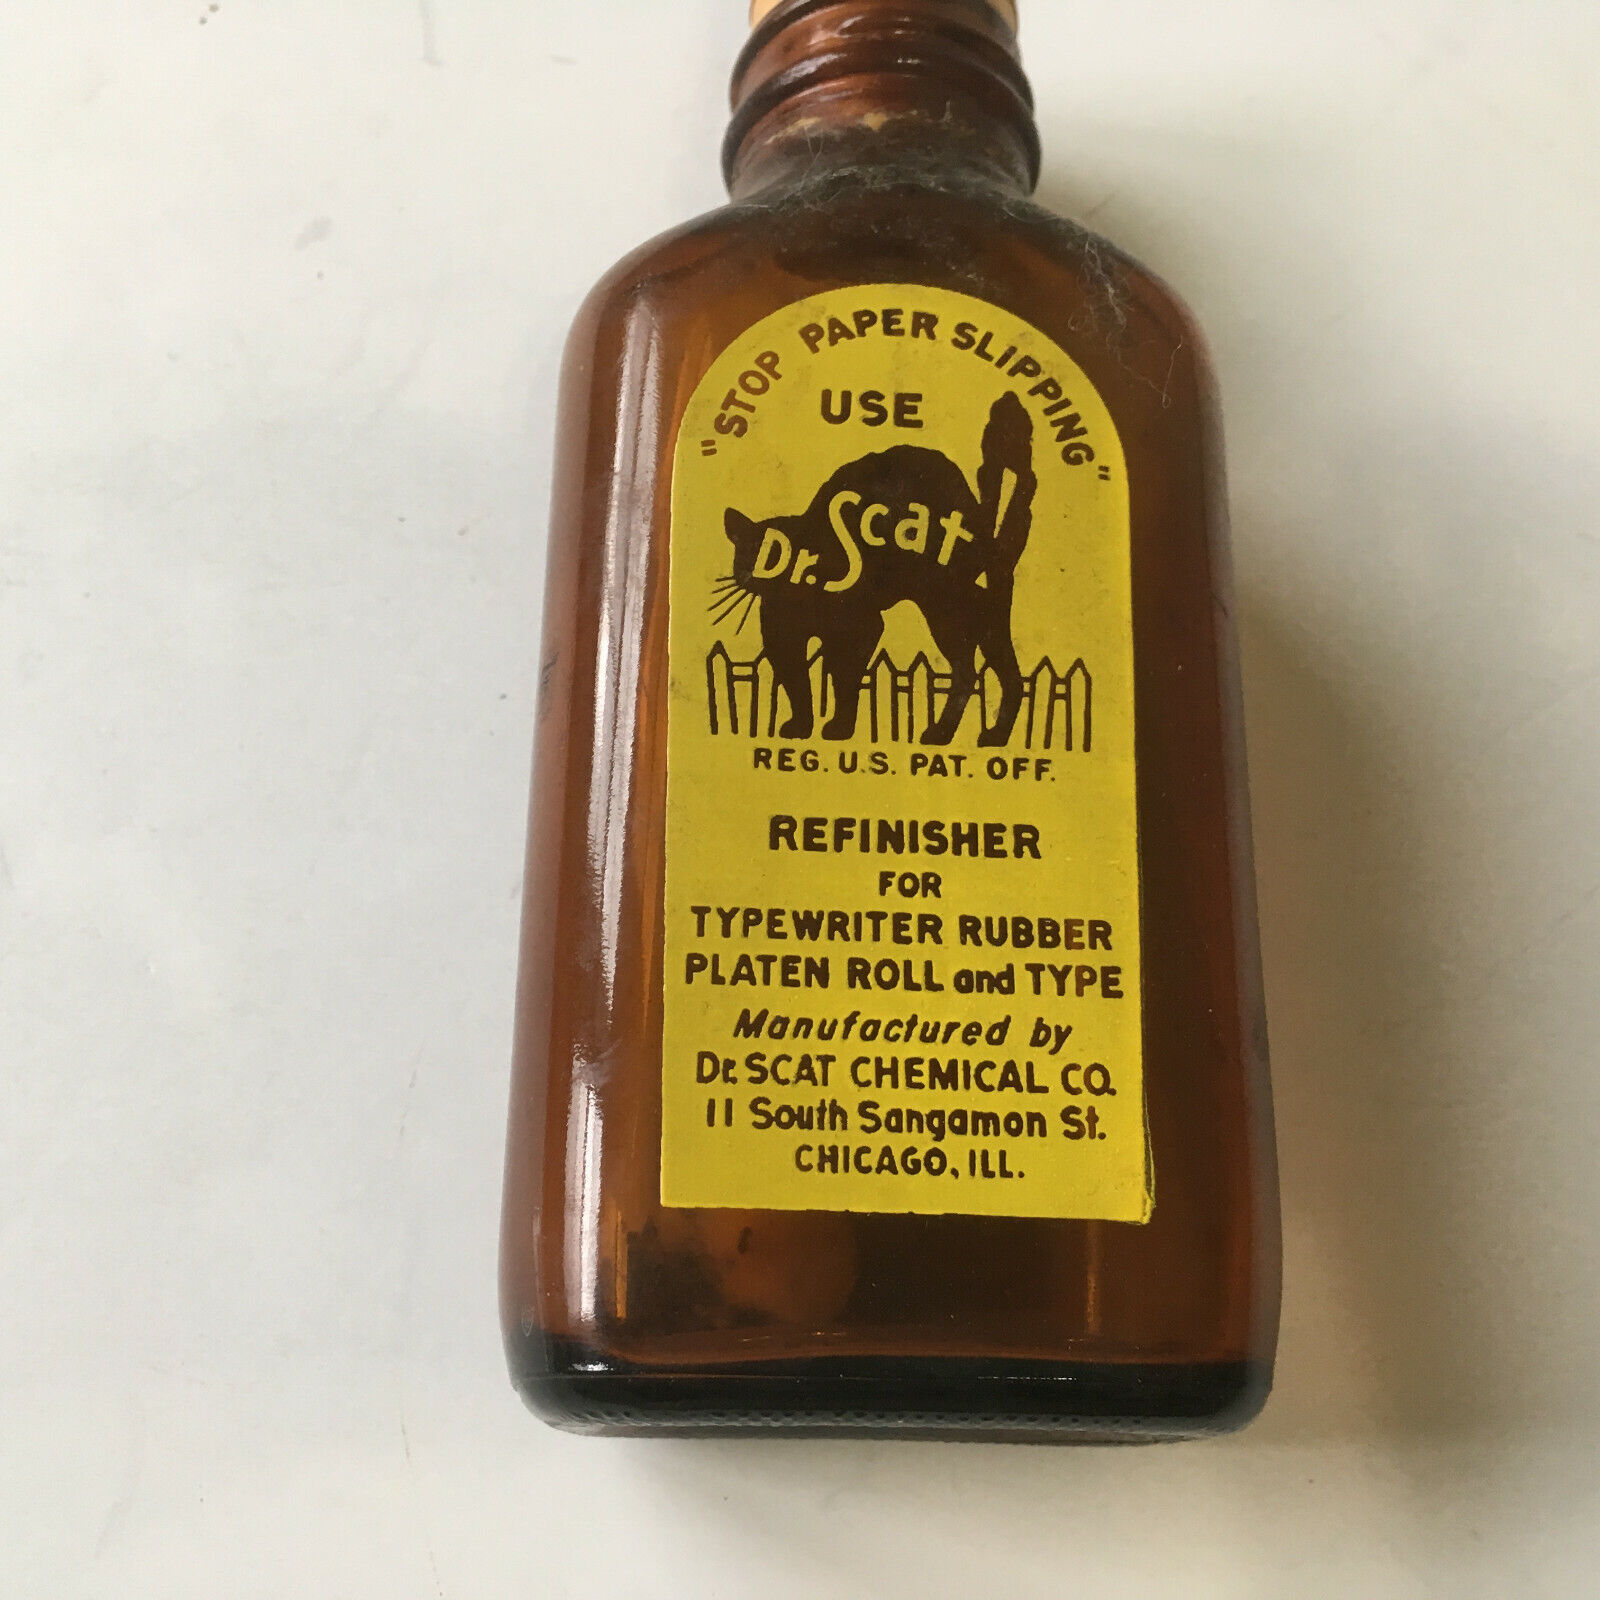 "STOP PAPER SLIPPING"
USE
Dr. Scat!
REG. U.S. PAT. OFF.
REFINISHER
FOR
TYPEWRITER RUBBER
PLATEN ROLL and TYPE
Manufactured by
Dr. SCAT CHEMICAL CO.
11 South Sangamon St.
CHICAGO, ILL.